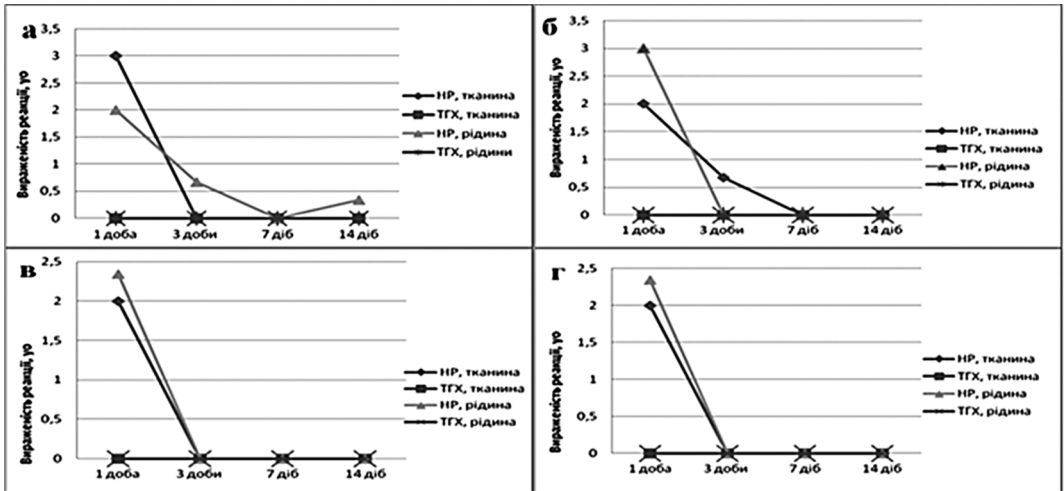 а
Вираженість реакції, уо
3,5
3
2,5
2
1,5
1
0,5
0
1 доба
3 доби
7 діб
14 діб
НР, тканина
ТГХ, тканина
НР, рідина
ТГХ, рідини
б
Вираженість реакції, уо
3,5
3
2,5
2
1,5
1
0,5
0
1 доба
3 доби
7 діб
14 діб
НР, тканина
ТГХ, тканина
НР, рідина
ТГХ, рідина
в
Вираженість реакції, уо
2,5
2
1,5
1
0,5
0
1 доба
3 доби
7 діб
14 діб
НР, тканина
ТГХ, тканина
НР, рідина
ТГХ, рідина
г
Вираженість реакції, уо
2,5
2
1,5
1
0,5
0
1 доба
3 доби
7 діб
14 діб
НР, тканина
ТГХ, тканина
НР, рідина
ТГХ, рідина